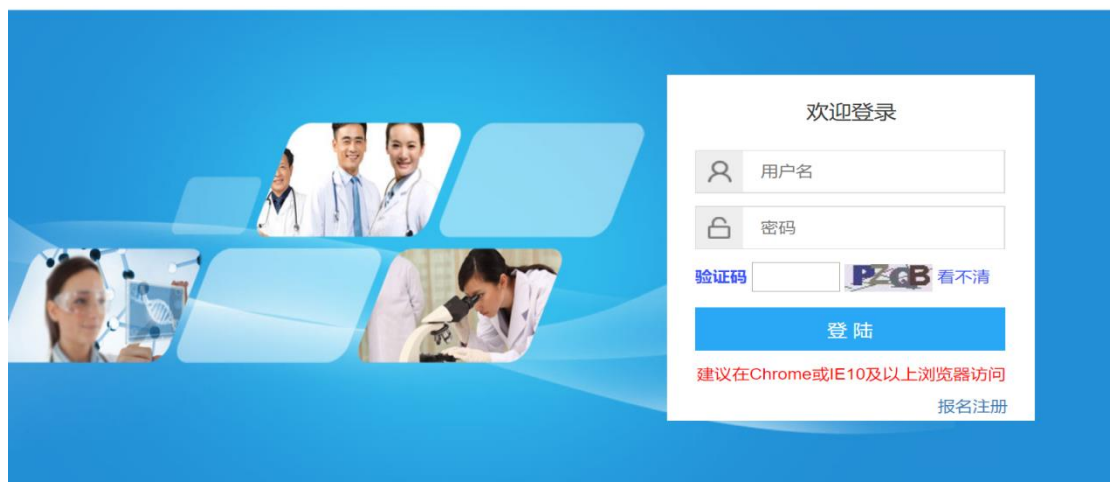 欢迎登录
用户名
密码
验证码 PZCB 看不清
登 陆
建议在Chrome或IE10及以上浏览器访问
报名注册